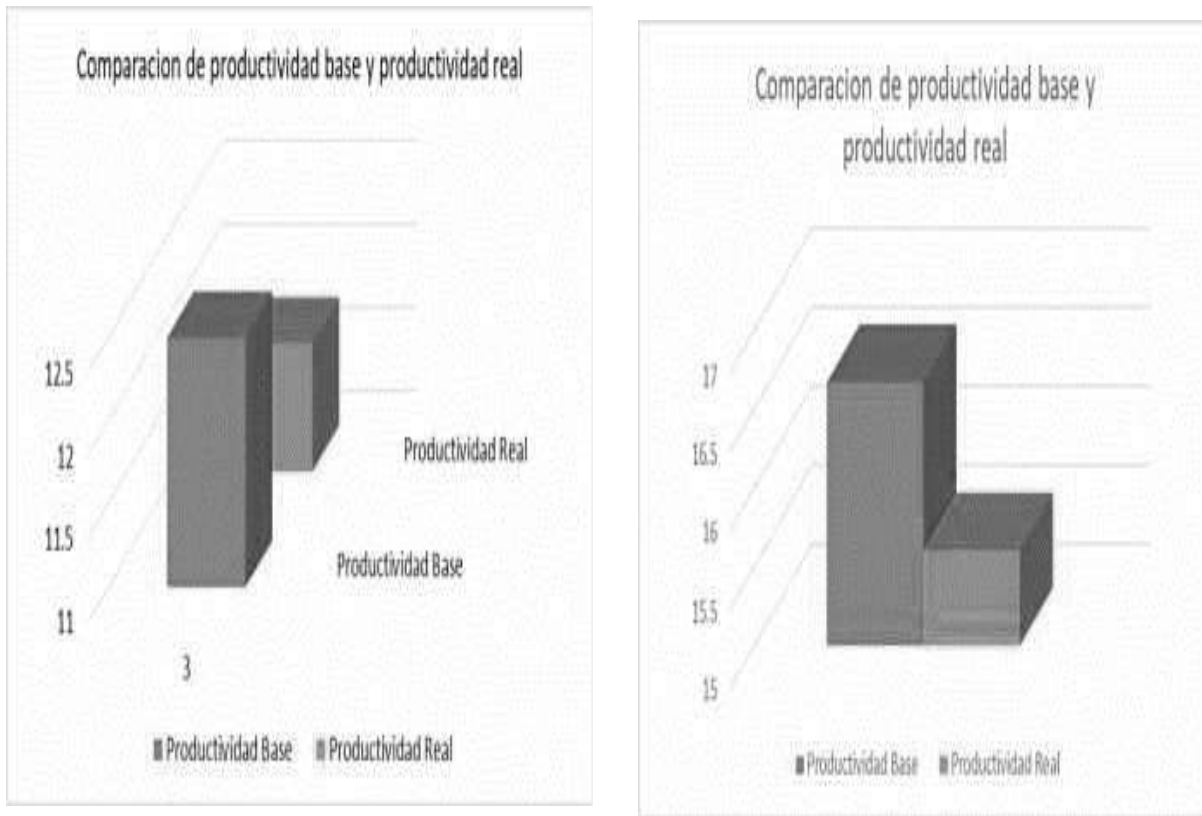 Comparacion de productividad base y productividad real
12.5
12
11.5
11
Productividad Real
Productividad Base
3
Productividad Base Productividad Real
Comparacion de productividad base y
productividad real
17
16.5
16
15.5
15
Productividad Base Productividad Real